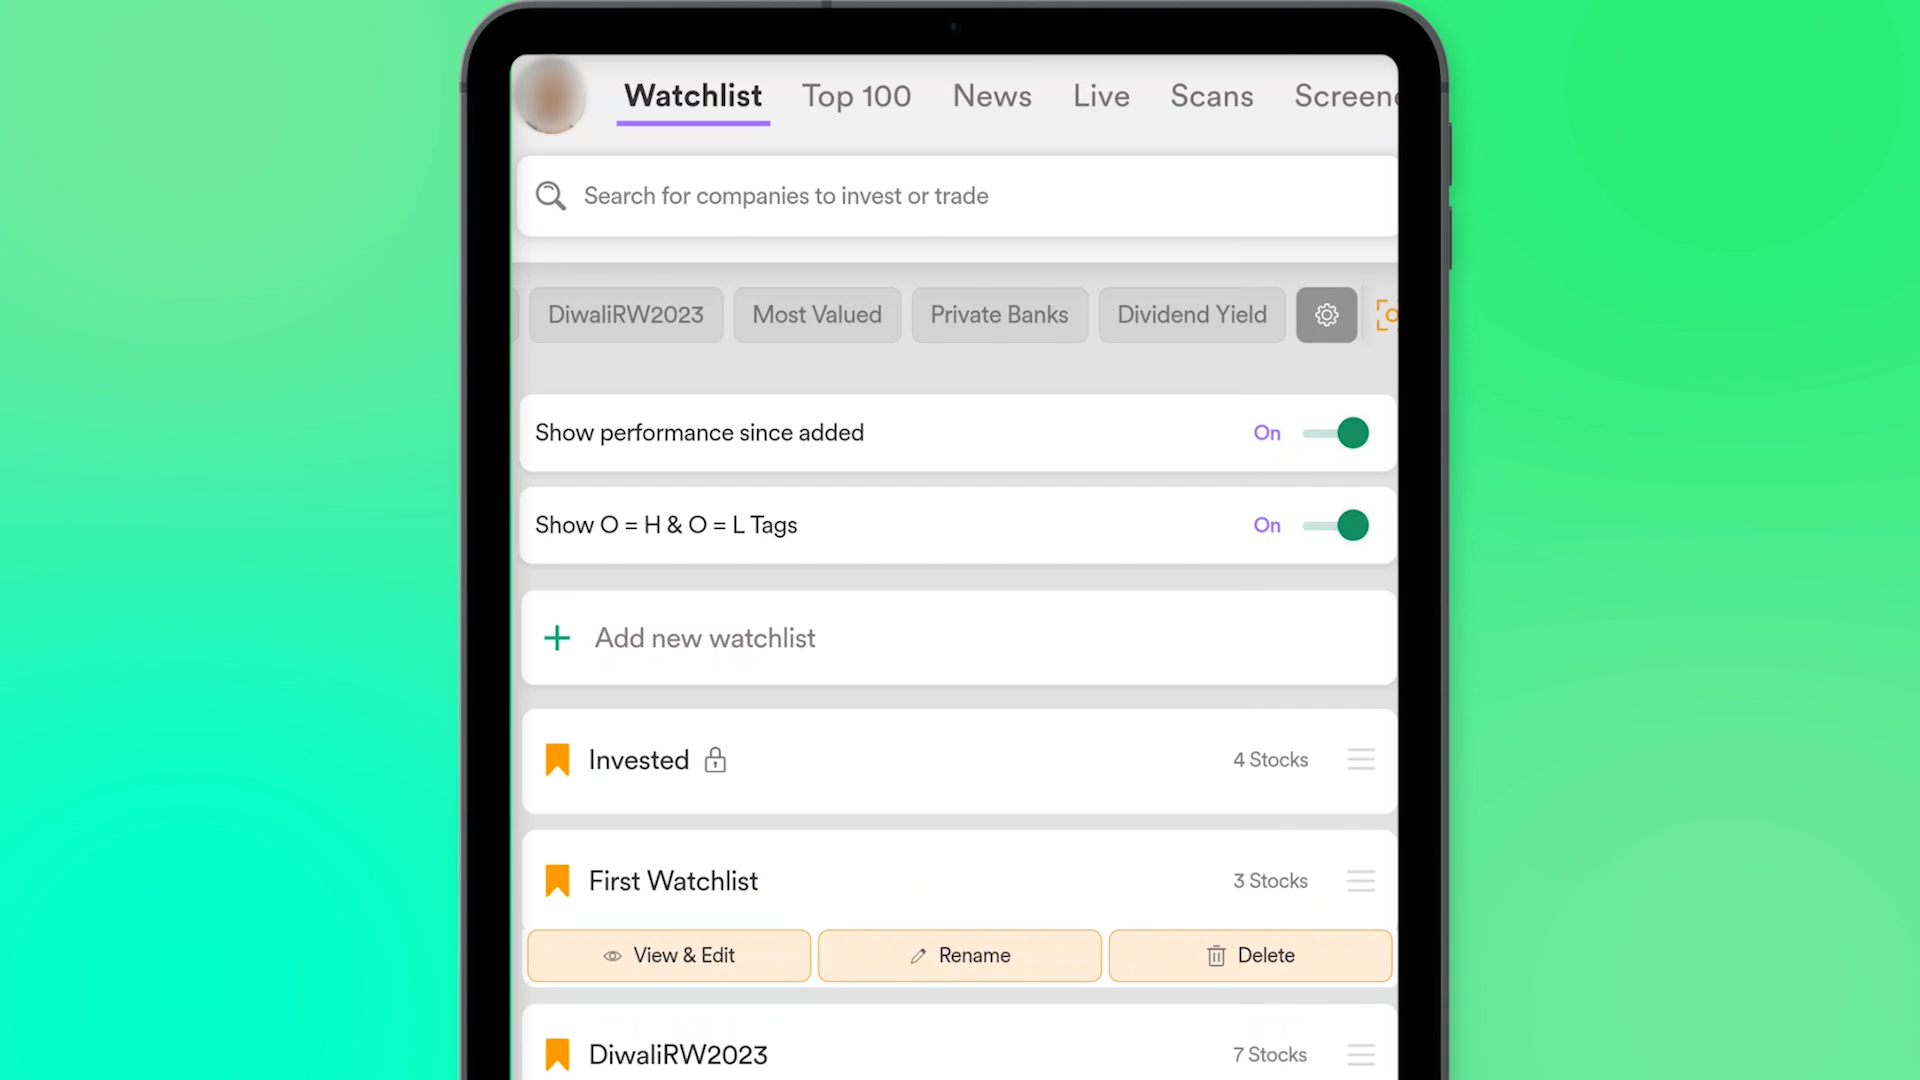 Watchlist Top 100 News Live Scans Screene
Search for companies to invest or trade
DiwaliRW2023 Most Valued Private Banks Dividend Yield
Show performance since added On
Show O = H & O = L Tags On
+ Add new watchlist
Invested 4 Stocks
First Watchlist 3 Stocks
View & Edit Rename Delete
DiwaliRW2023 7 Stocks